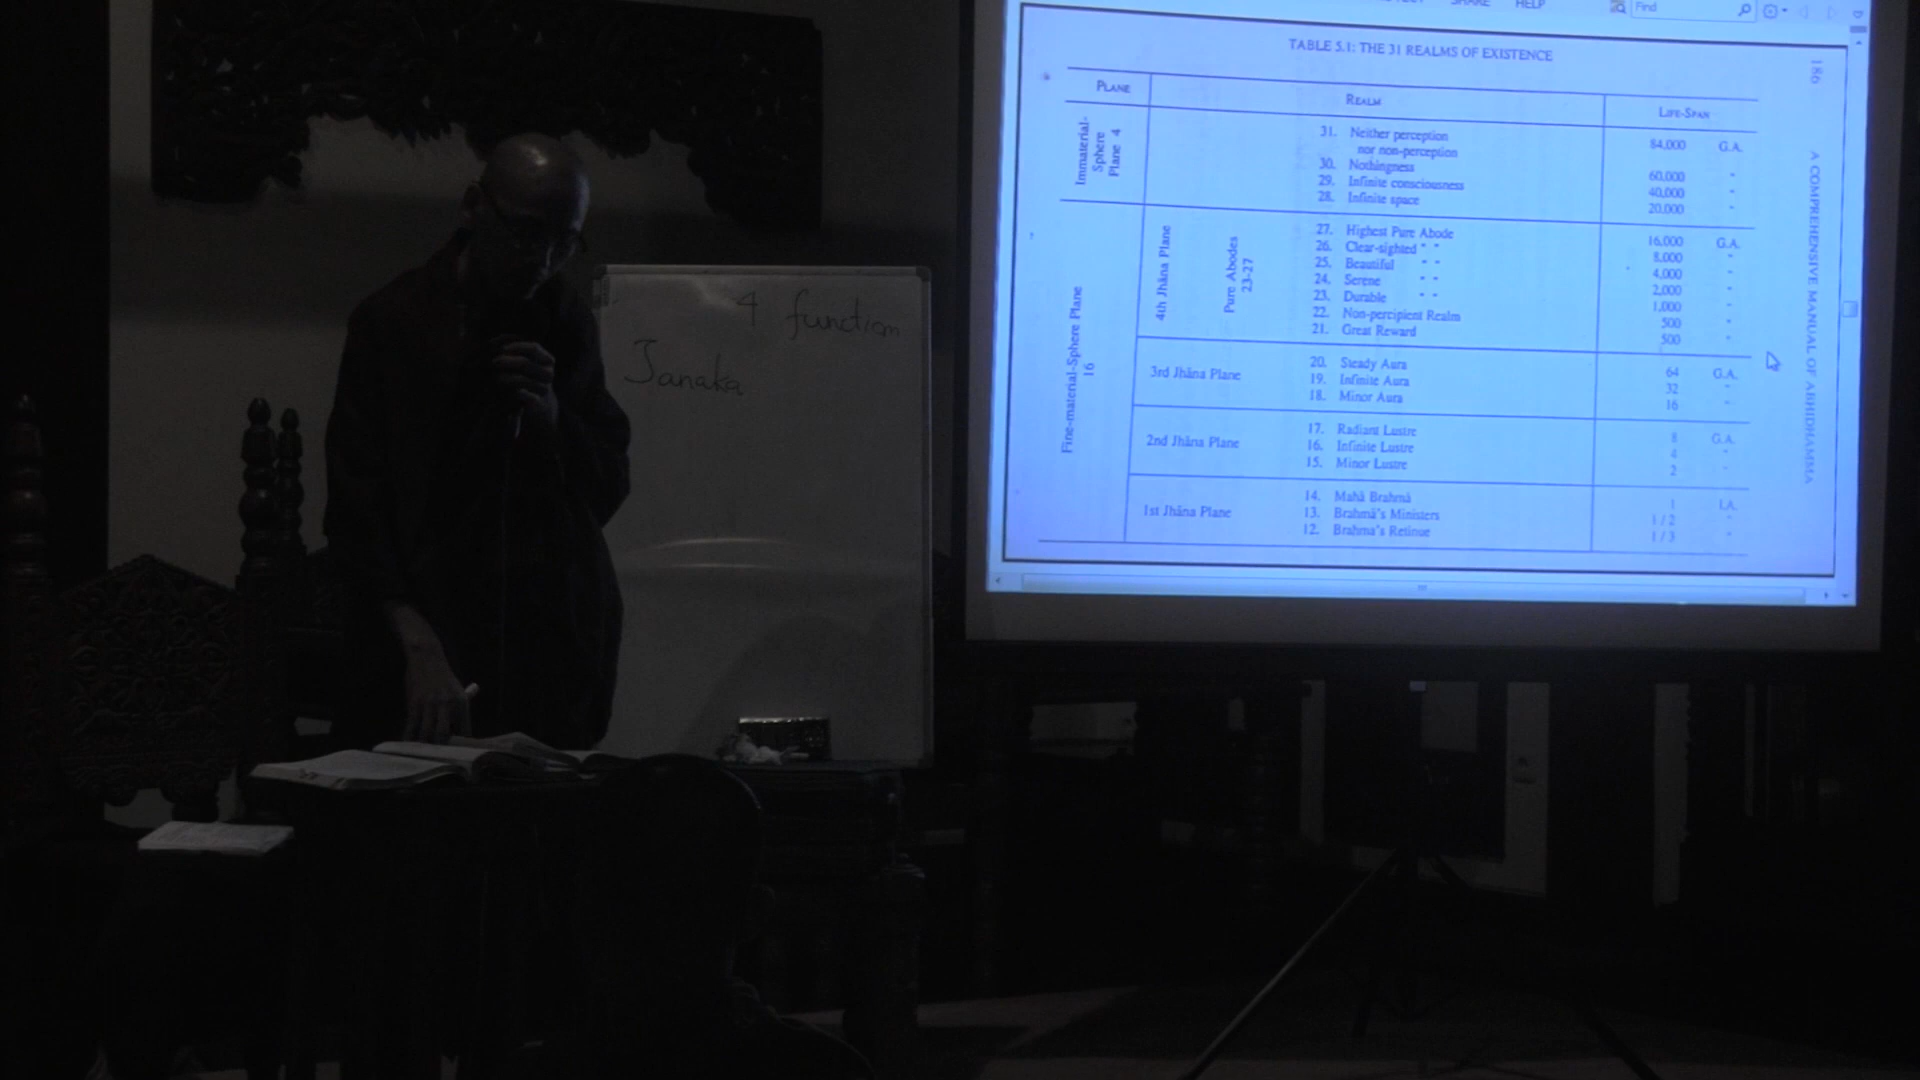 4 function
Janaka
SHARE HELP
Find
TABLE 5.1: THE 31 REALMS OF EXISTENCE
186
A COMPREHENSIVE MANUAL OF ABHIDHAMMA
PLANE REALM LIFE-SPAN
Immaterial-
Sphere
Plane 4
31. Neither perception
nor non-perception 84,000 G.A.
30. Nothingness 60,000 "
29. Infinite consciousness 40,000 "
28. Infinite space 20,000 "
Fine-material-Sphere Plane
16
4th Jhāna Plane
Pure Abodes
23-27
27. Highest Pure Abode 16,000 G.A.
26. Clear-sighted " " 8,000 "
25. Beautiful " " 4,000 "
24. Serene " " 2,000 "
23. Durable " " 1,000 "
22. Non-percipient Realm 500 "
21. Great Reward 500 "
3rd Jhāna Plane
20. Steady Aura 64 G.A.
19. Infinite Aura 32 "
18. Minor Aura 16 "
2nd Jhāna Plane
17. Radiant Lustre 8 G.A.
16. Infinite Lustre 4 "
15. Minor Lustre 2 "
1st Jhāna Plane
14. Mahā Brahmā 1 I.A.
13. Brahmā's Ministers 1/2 "
12. Brahma's Retinue 1/3 "